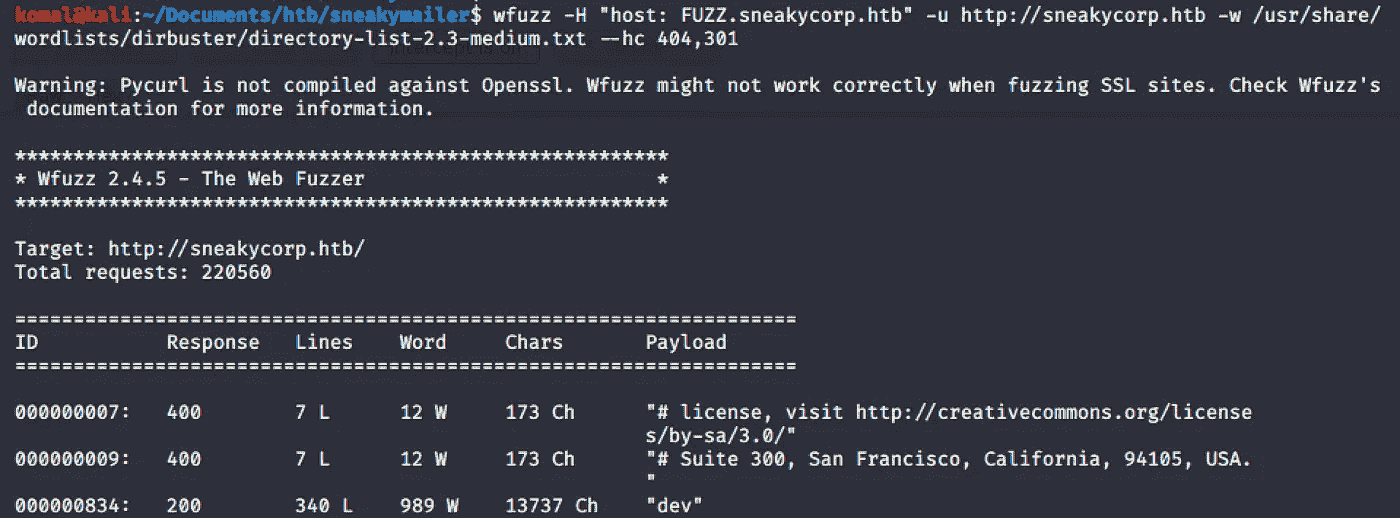 komal@kali:~/Documents/htb/sneakymailer$ wfuzz -H "host: FUZZ.sneakycorp.htb" -u http://sneakycorp.htb -w /usr/share/
wordlists/dirbuster/directory-list-2.3-medium.txt --hc 404,301
Warning: Pycurl is not compiled against Openssl. Wfuzz might not work correctly when fuzzing SSL sites. Check Wfuzz's
 documentation for more information.
********************************************************
* Wfuzz 2.4.5 - The Web Fuzzer                         *
********************************************************
Target: http://sneakycorp.htb/
Total requests: 220560
===================================================================
ID           Response   Lines    Word     Chars       Payload
===================================================================
000000007:   400        7 L      12 W     173 Ch      "# license, visit http://creativecommons.org/license
s/by-sa/3.0/"
000000009:   400        7 L      12 W     173 Ch      "# Suite 300, San Francisco, California, 94105, USA.
"
000000834:   200        340 L    989 W    13737 Ch    "dev"